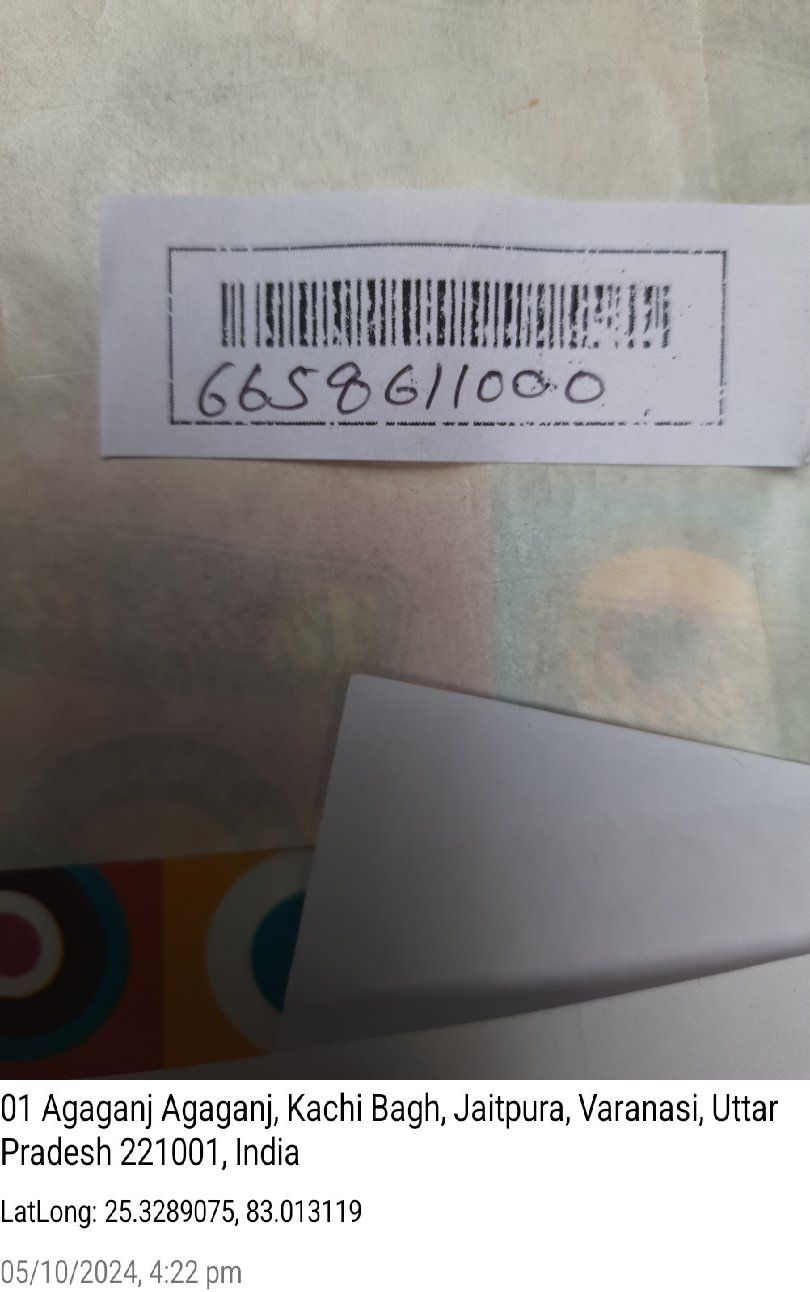 6658611000
01 Agaganj Agaganj, Kachi Bagh, Jaitpura, Varanasi, Uttar
Pradesh 221001, India
LatLong: 25.3289075, 83.013119
05/10/2024, 4:22 pm